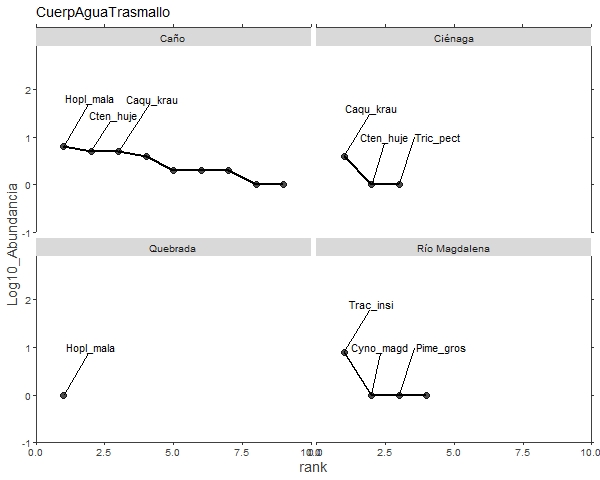 CuerpAguaTrasmallo
Caño
Ciénaga
2
1
0
-1
Hopl_mala
Cten_huje
Caqu_krau
Caqu_krau
Cten_huje
Tric_pect
Log10_Abundancia
Quebrada
Río Magdalena
2
1
0
-1
Hopl_mala
Trac_insi
Cyno_magd
Pime_gros
0.0 2.5 5.0 7.5 10.0
0.0 2.5 5.0 7.5 10.0
rank